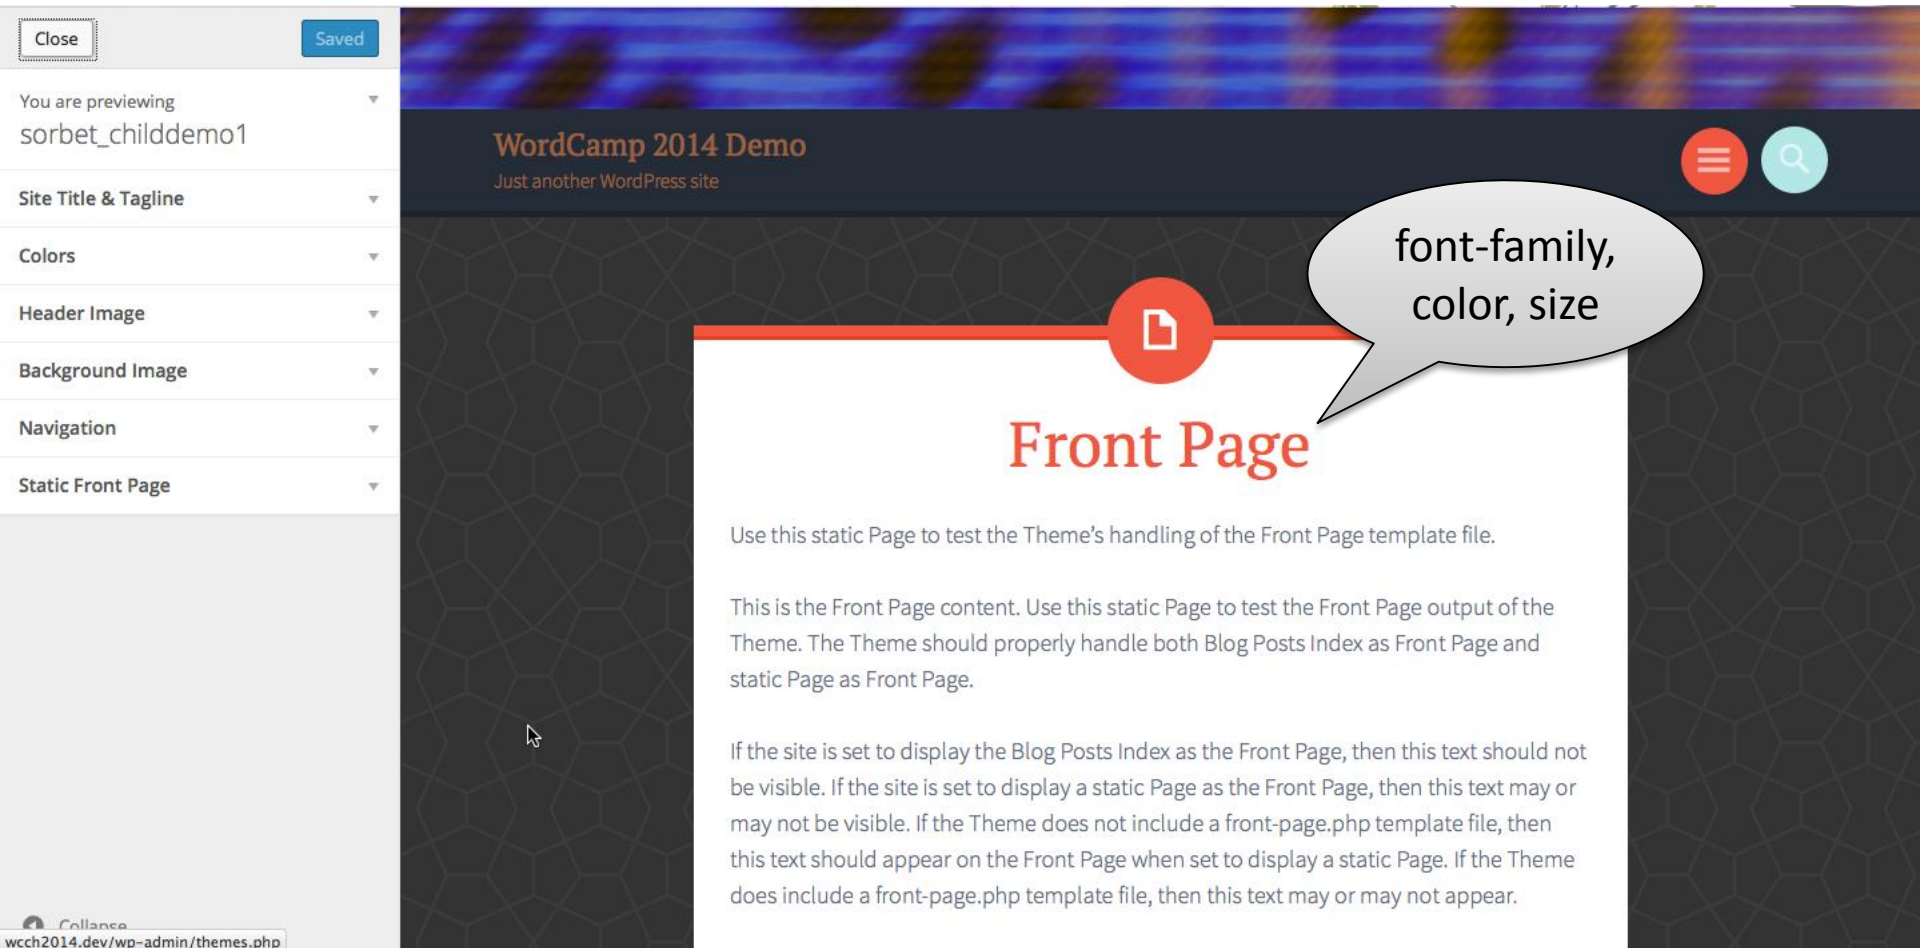 Close
Saved
You are previewing
sorbet_childdemo1
Site Title & Tagline
Colors
Header Image
Background Image
Navigation
Static Front Page
Collapse
wcch2014.dev/wp-admin/themes.php
WordCamp 2014 Demo
Just another WordPress site
font-family,
color, size
Front Page
Use this static Page to test the Theme’s handling of the Front Page template file.
This is the Front Page content. Use this static Page to test the Front Page output of the
Theme. The Theme should properly handle both Blog Posts Index as Front Page and
static Page as Front Page.
If the site is set to display the Blog Posts Index as the Front Page, then this text should not
be visible. If the site is set to display a static Page as the Front Page, then this text may or
may not be visible. If the Theme does not include a front-page.php template file, then
this text should appear on the Front Page when set to display a static Page. If the Theme
does include a front-page.php template file, then this text may or may not appear.